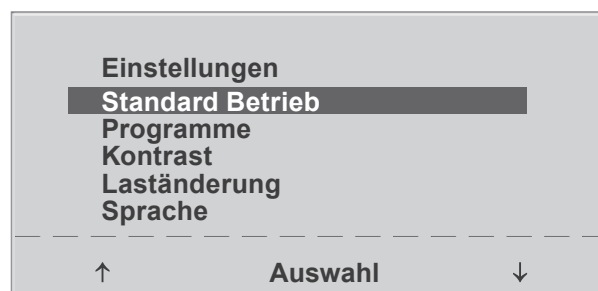 Einstellungen
Standard Betrieb
Programme
Kontrast
Laständerung
Sprache
↑ Auswahl ↓